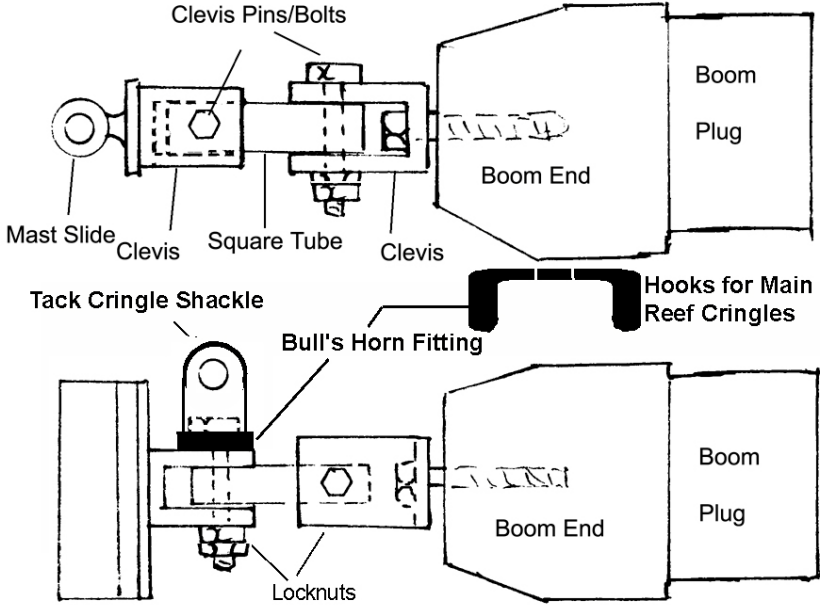 Clevis Pins/Bolts
x
Boom
Plug
Boom End
Mast Slide
Clevis
Square Tube
Clevis
Hooks for Main
Reef Cringles
Tack Cringle Shackle
Bull's Horn Fitting
Boom
Plug
Boom End
Locknuts